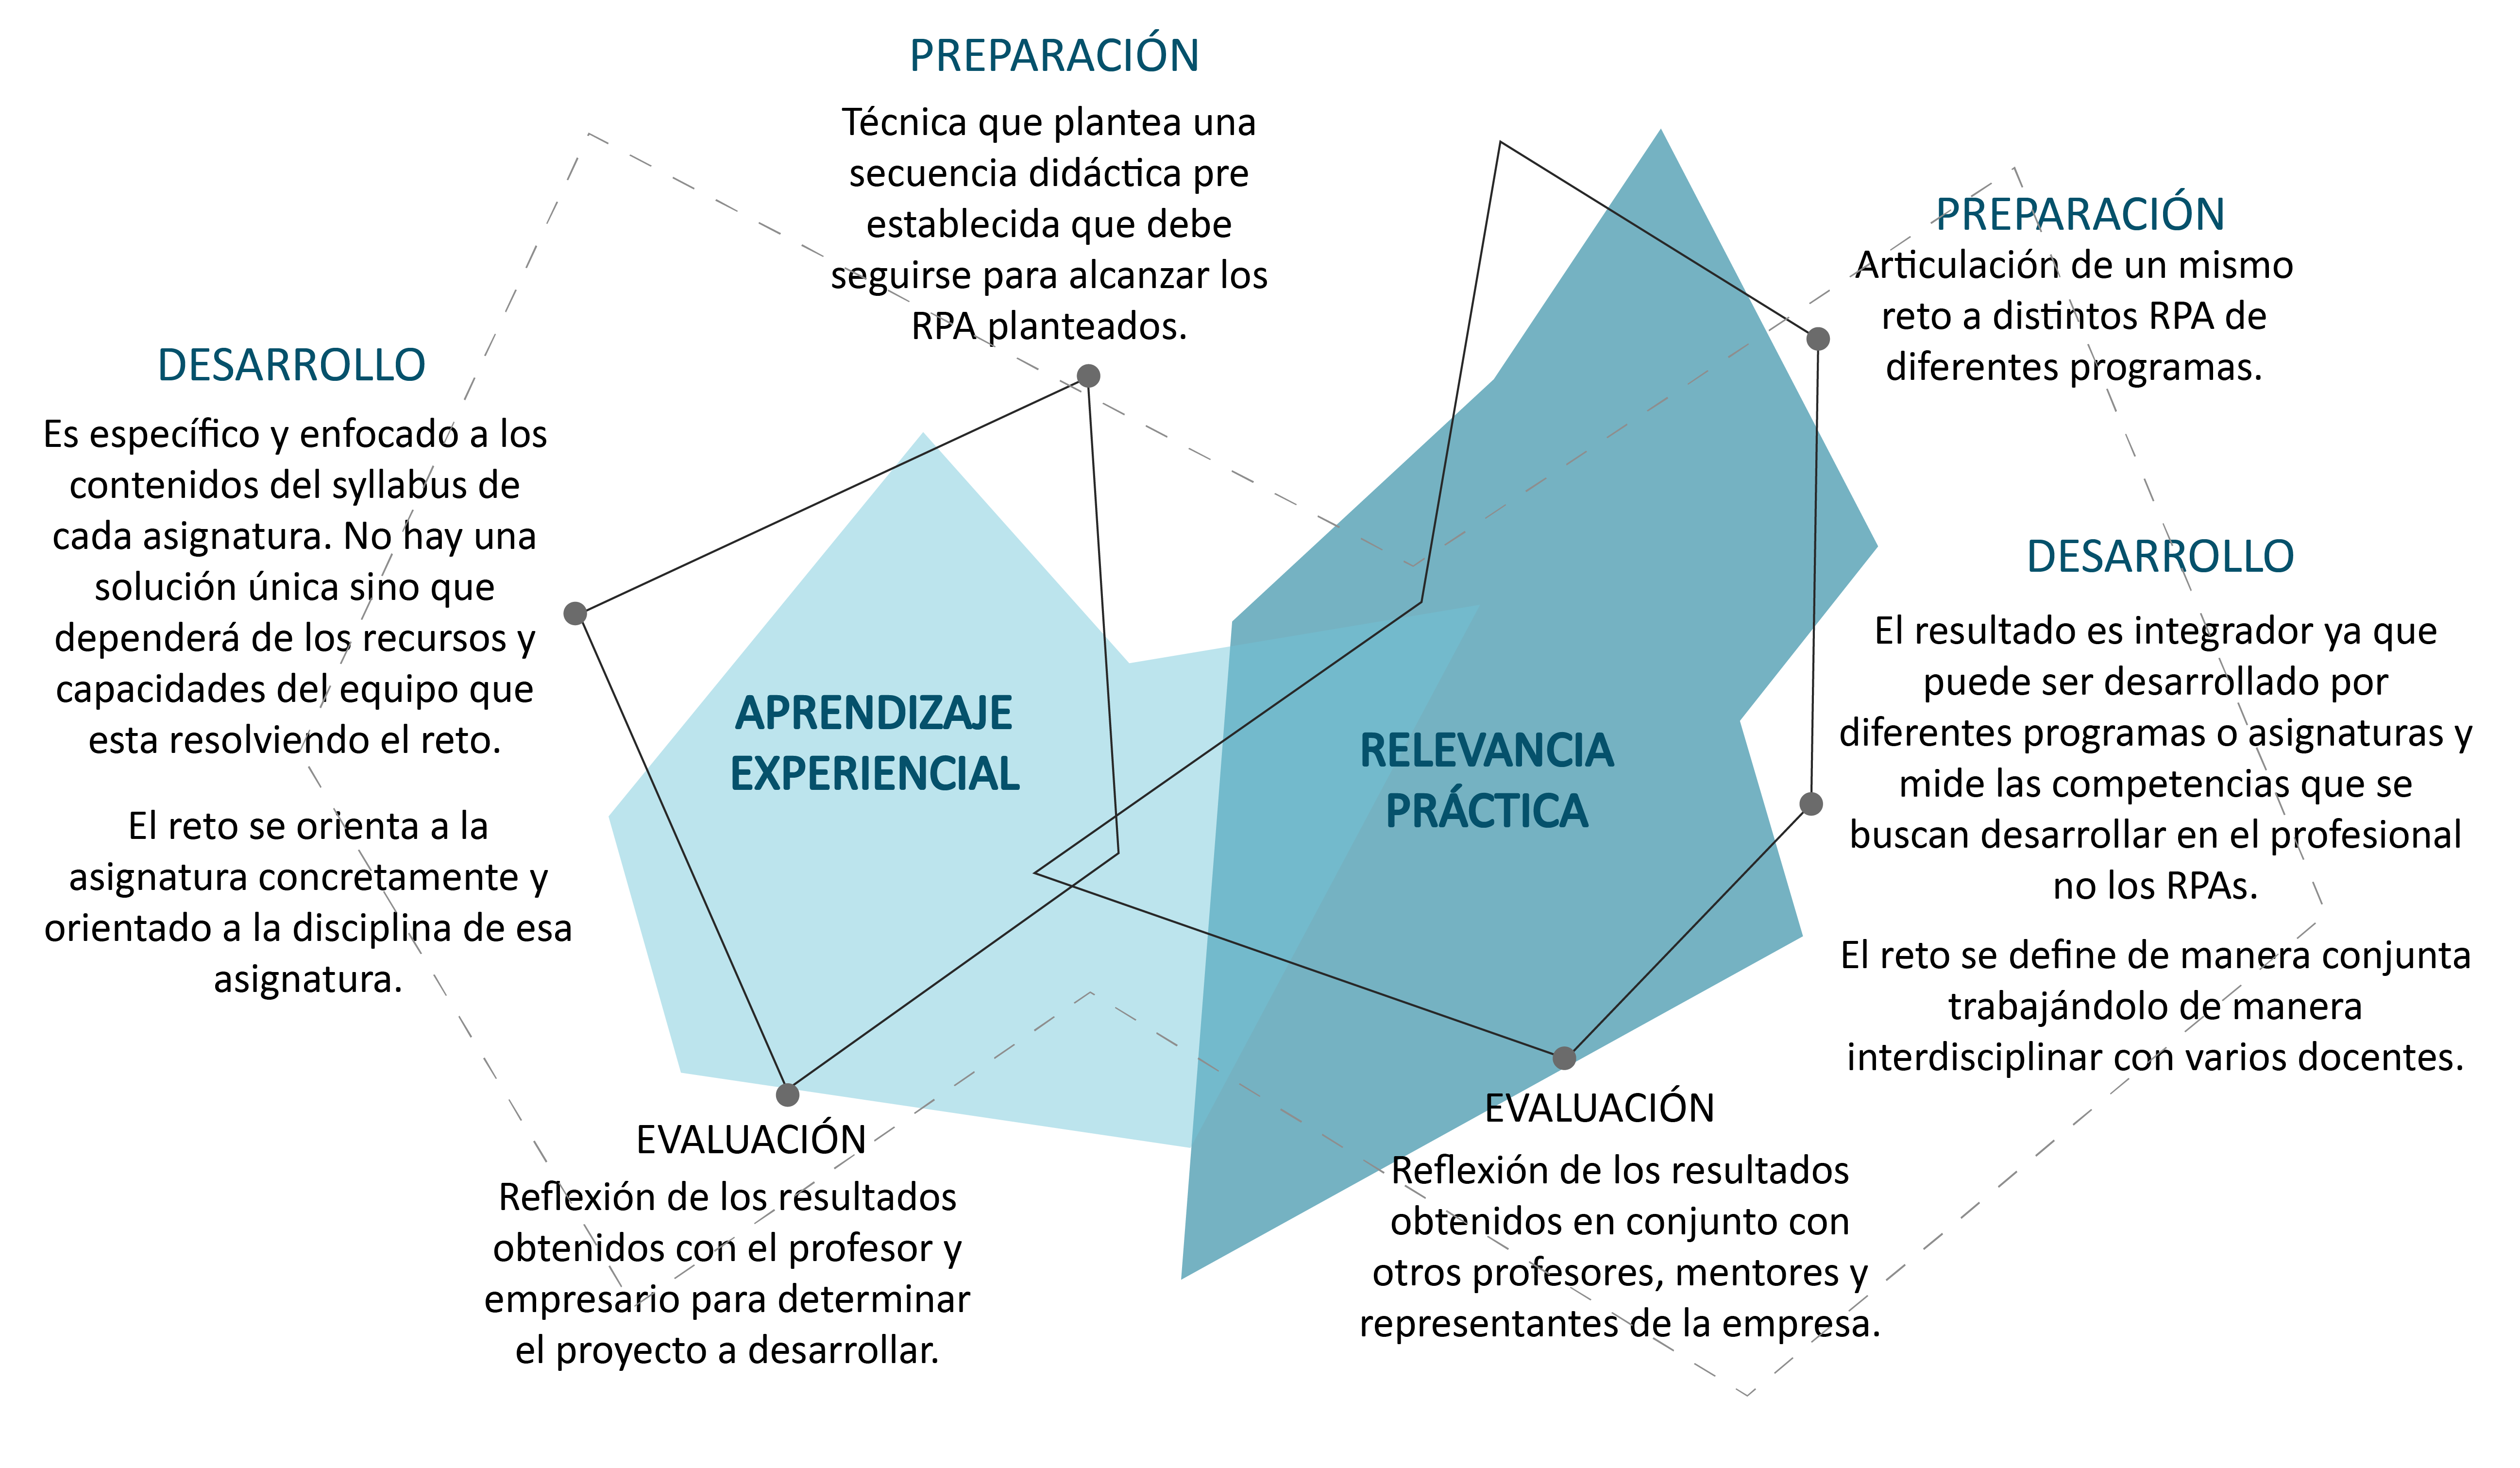 PREPARACIÓN
Técnica que plantea una
secuencia didáctica pre
establecida que debe
seguirse para alcanzar los
RPA planteados.
DESARROLLO
Es específico y enfocado a los
contenidos del syllabus de
cada asignatura. No hay una
solución única sino que
dependerá de los recursos y
capacidades del equipo que
esta resolviendo el reto.
El reto se orienta a la
asignatura concretamente y
orientado a la disciplina de esa
asignatura.
APRENDIZAJE
EXPERIENCIAL
EVALUACIÓN
Reflexión de los resultados
obtenidos con el profesor y
empresario para determinar
el proyecto a desarrollar.
PREPARACIÓN
Articulación de un mismo
reto a distintos RPA de
diferentes programas.
RELEVANCIA
PRÁCTICA
DESARROLLO
El resultado es integrador ya que
puede ser desarrollado por
diferentes programas o asignaturas y
mide las competencias que se
buscan desarrollar en el profesional
no los RPAs.
El reto se define de manera conjunta
trabajándolo de manera
interdisciplinar con varios docentes.
EVALUACIÓN
Reflexión de los resultados
obtenidos en conjunto con
otros profesores, mentores y
representantes de la empresa.